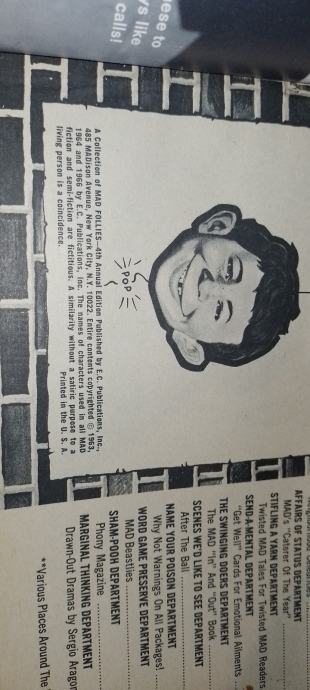 ese to
ys like
calls!
POP
A Collection of MAD FOLLIES—4th Annual Edition Published by E.C. Publications, Inc.,
485 MADison Avenue, New York City, N.Y. 10022. Entire contents copyrighted © 1963,
1964 and 1966 by E.C. Publications, Inc. The names of characters used in all MAD
fiction and semi-fiction are fictitious. A similarity without a satiric purpose to a
living person is a coincidence.
Printed in the U. S. A.
AFFAIRS OF STATUS DEPARTMENT
MAD's "Caterer Of The Year"
STIFLING A YARN DEPARTMENT
Twisted MAD Tales For Twisted MAD Readers
SEND-A-MENTAL DEPARTMENT
"Get Well" Cards For Emotional Ailments
THE SWINGING DOERS DEPARTMENT
The MAD "In" And "Out" Book
SCENES WE'D LIKE TO SEE DEPARTMENT
After The Ball
NAME YOUR POISON DEPARTMENT
Why Not Warnings On All Packages!
WORD GAME PRESERVE DEPARTMENT
MAD Beastlies
SHAM-POOH DEPARTMENT
Phony Magazine
MARGINAL THINKING DEPARTMENT
Drawn-Out Dramas by Sergio Arago
**Various Places Around The